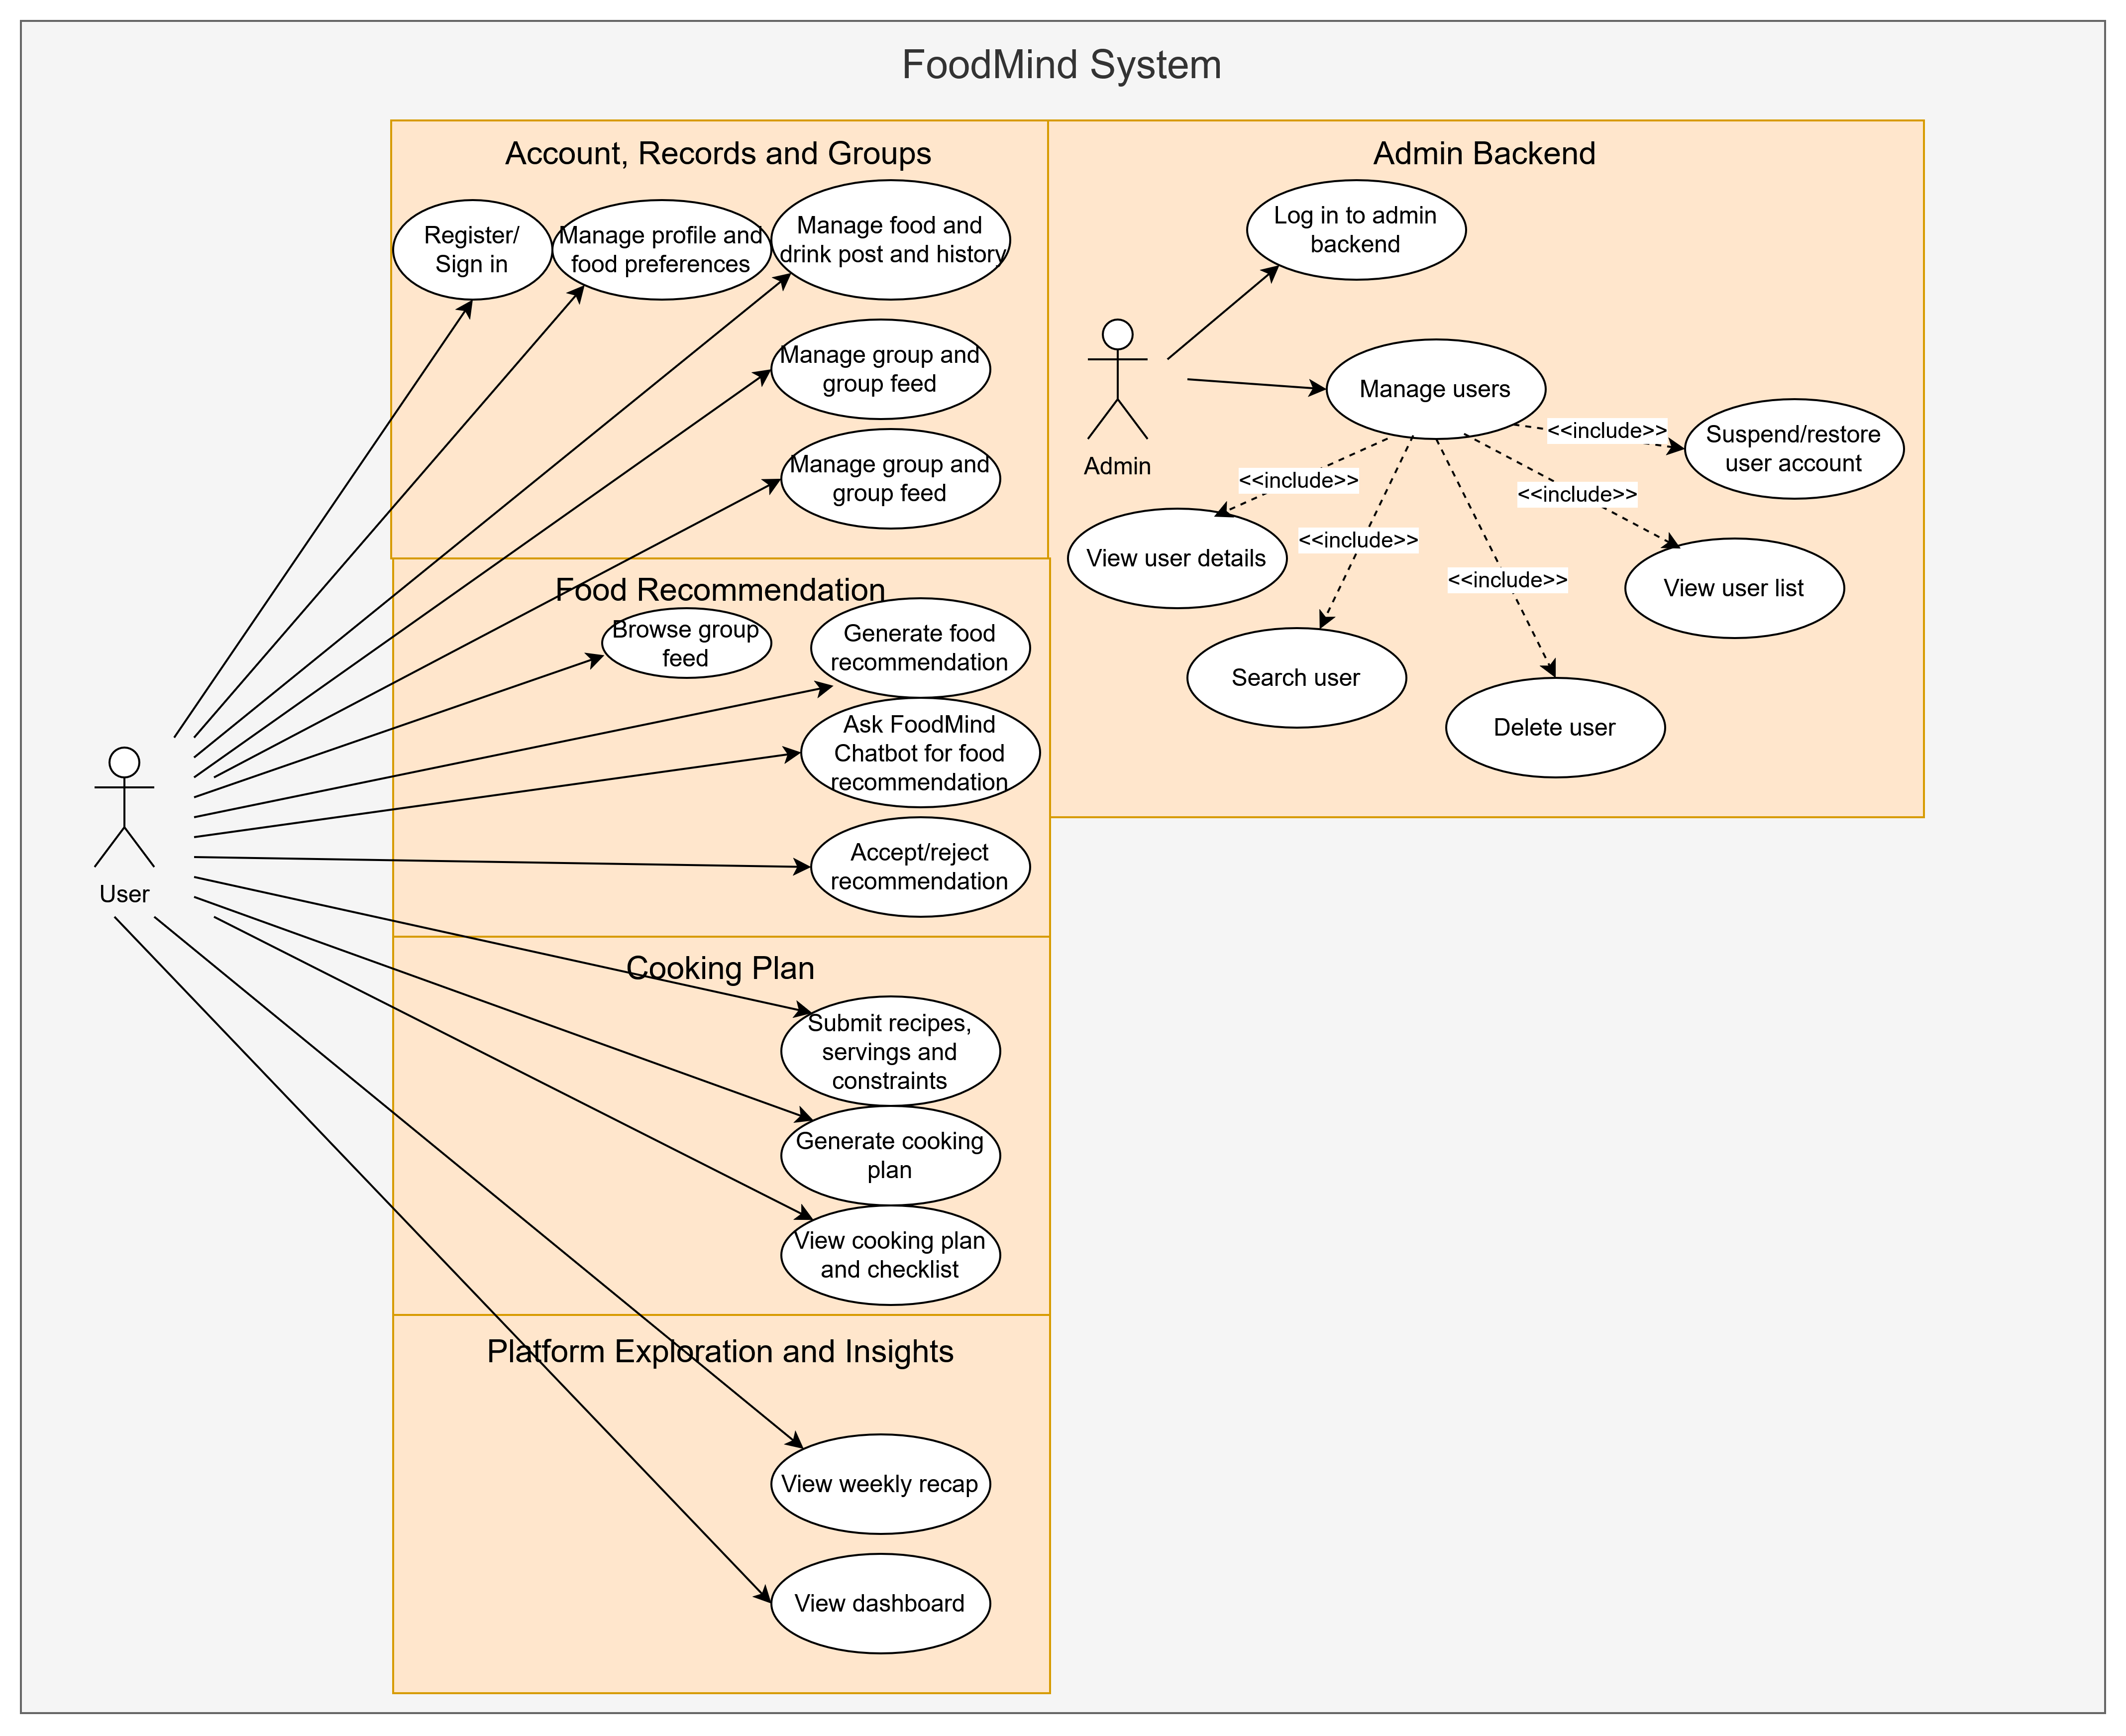 FoodMind System
Account, Records and Groups
Register/
Sign in
Manage profile and
food preferences
Manage food and
drink post and history
Manage group and
group feed
Manage group and
group feed
Food Recommendation
Browse group
feed
Generate food
recommendation
Ask FoodMind
Chatbot for food
recommendation
Accept/reject
recommendation
User
Cooking Plan
Submit recipes,
servings and
constraints
Generate cooking
plan
View cooking plan
and checklist
Platform Exploration and Insights
View weekly recap
View dashboard
Admin Backend
Log in to admin
backend
Admin
Manage users
<<include>>
Suspend/restore
user account
<<include>>
<<include>>
<<include>>
<<include>>
View user details
View user list
Search user
Delete user